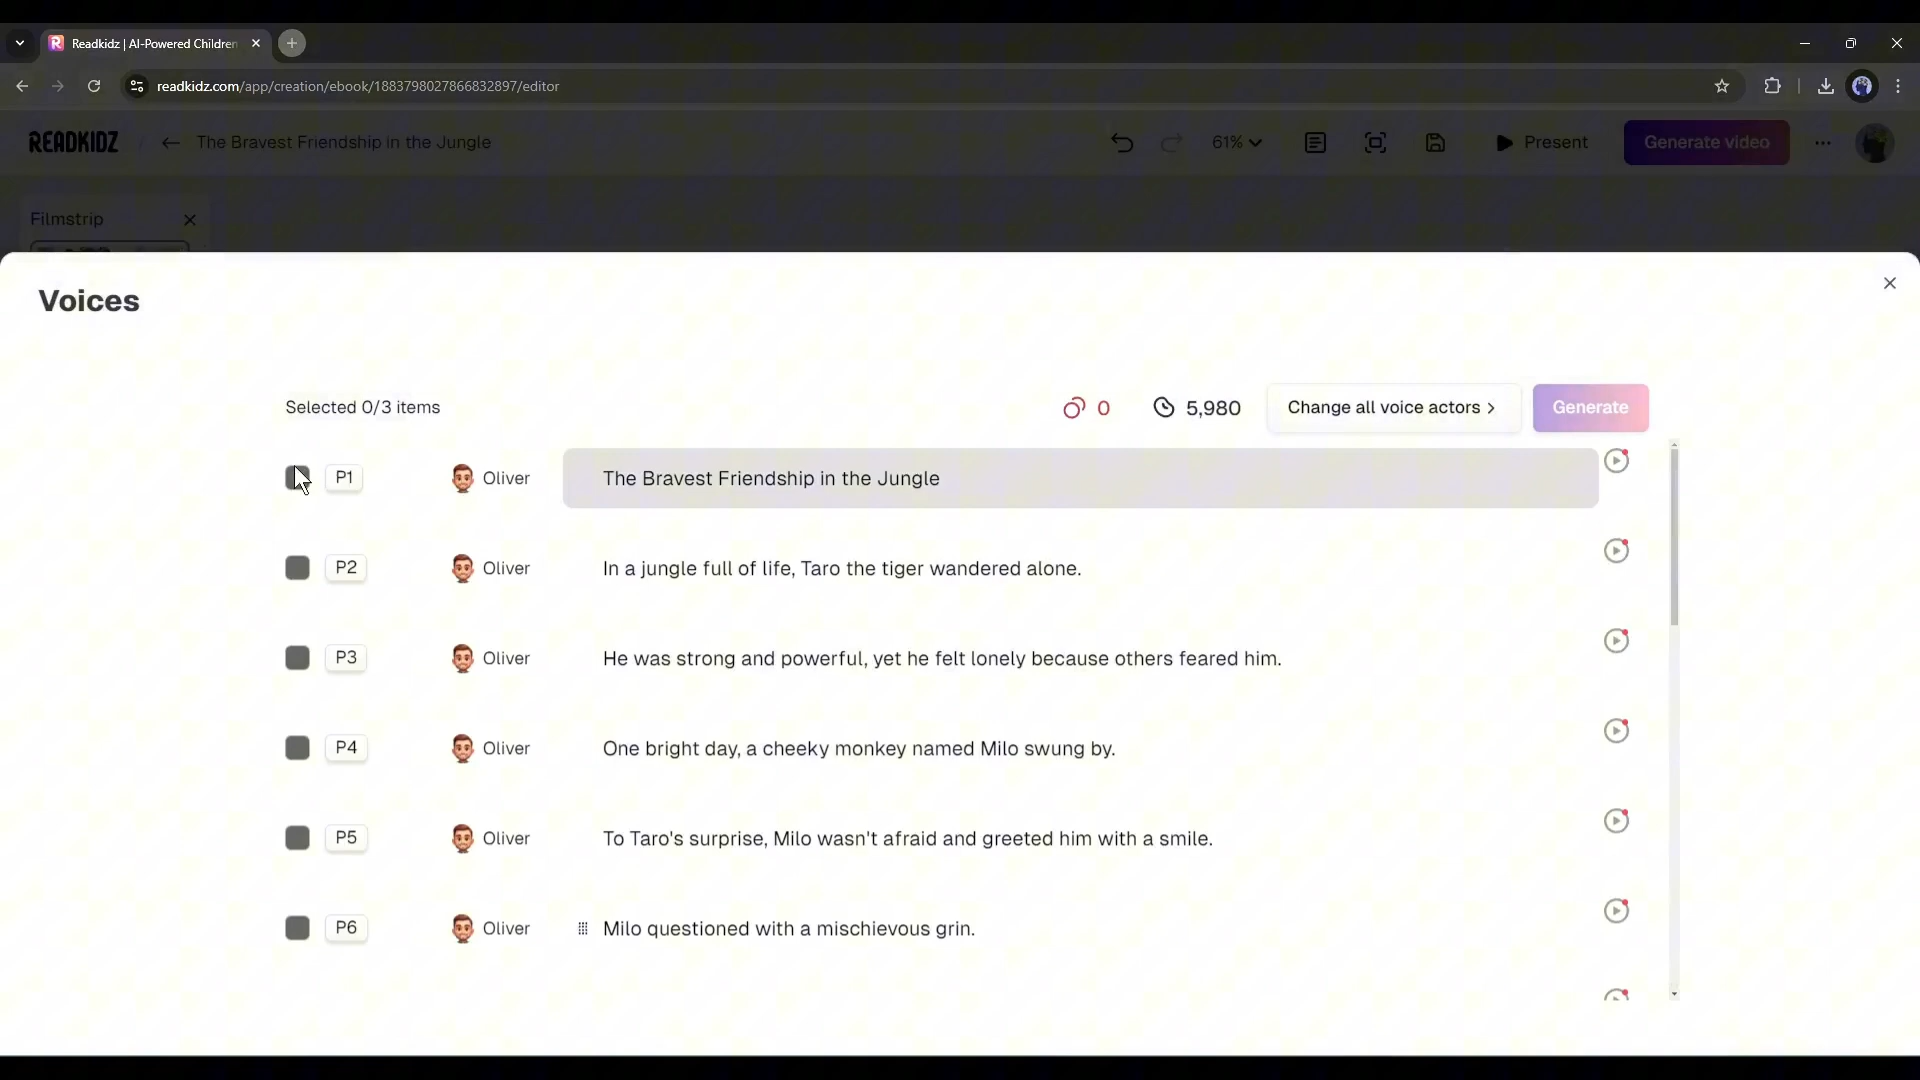 Readkidz | AI-Powered Children
readkidz.com/app/creation/ebook/1883798027866832897/editor
READKIDZ / The Bravest Friendship in the Jungle 61% Present Generate video
Filmstrip
Voices
Selected 0/3 items 0 5,980 Change all voice actors Generate
P1 Oliver The Bravest Friendship in the Jungle
P2 Oliver In a jungle full of life, Taro the tiger wandered alone.
P3 Oliver He was strong and powerful, yet he felt lonely because others feared him.
P4 Oliver One bright day, a cheeky monkey named Milo swung by.
P5 Oliver To Taro's surprise, Milo wasn't afraid and greeted him with a smile.
P6 Oliver Milo questioned with a mischievous grin.